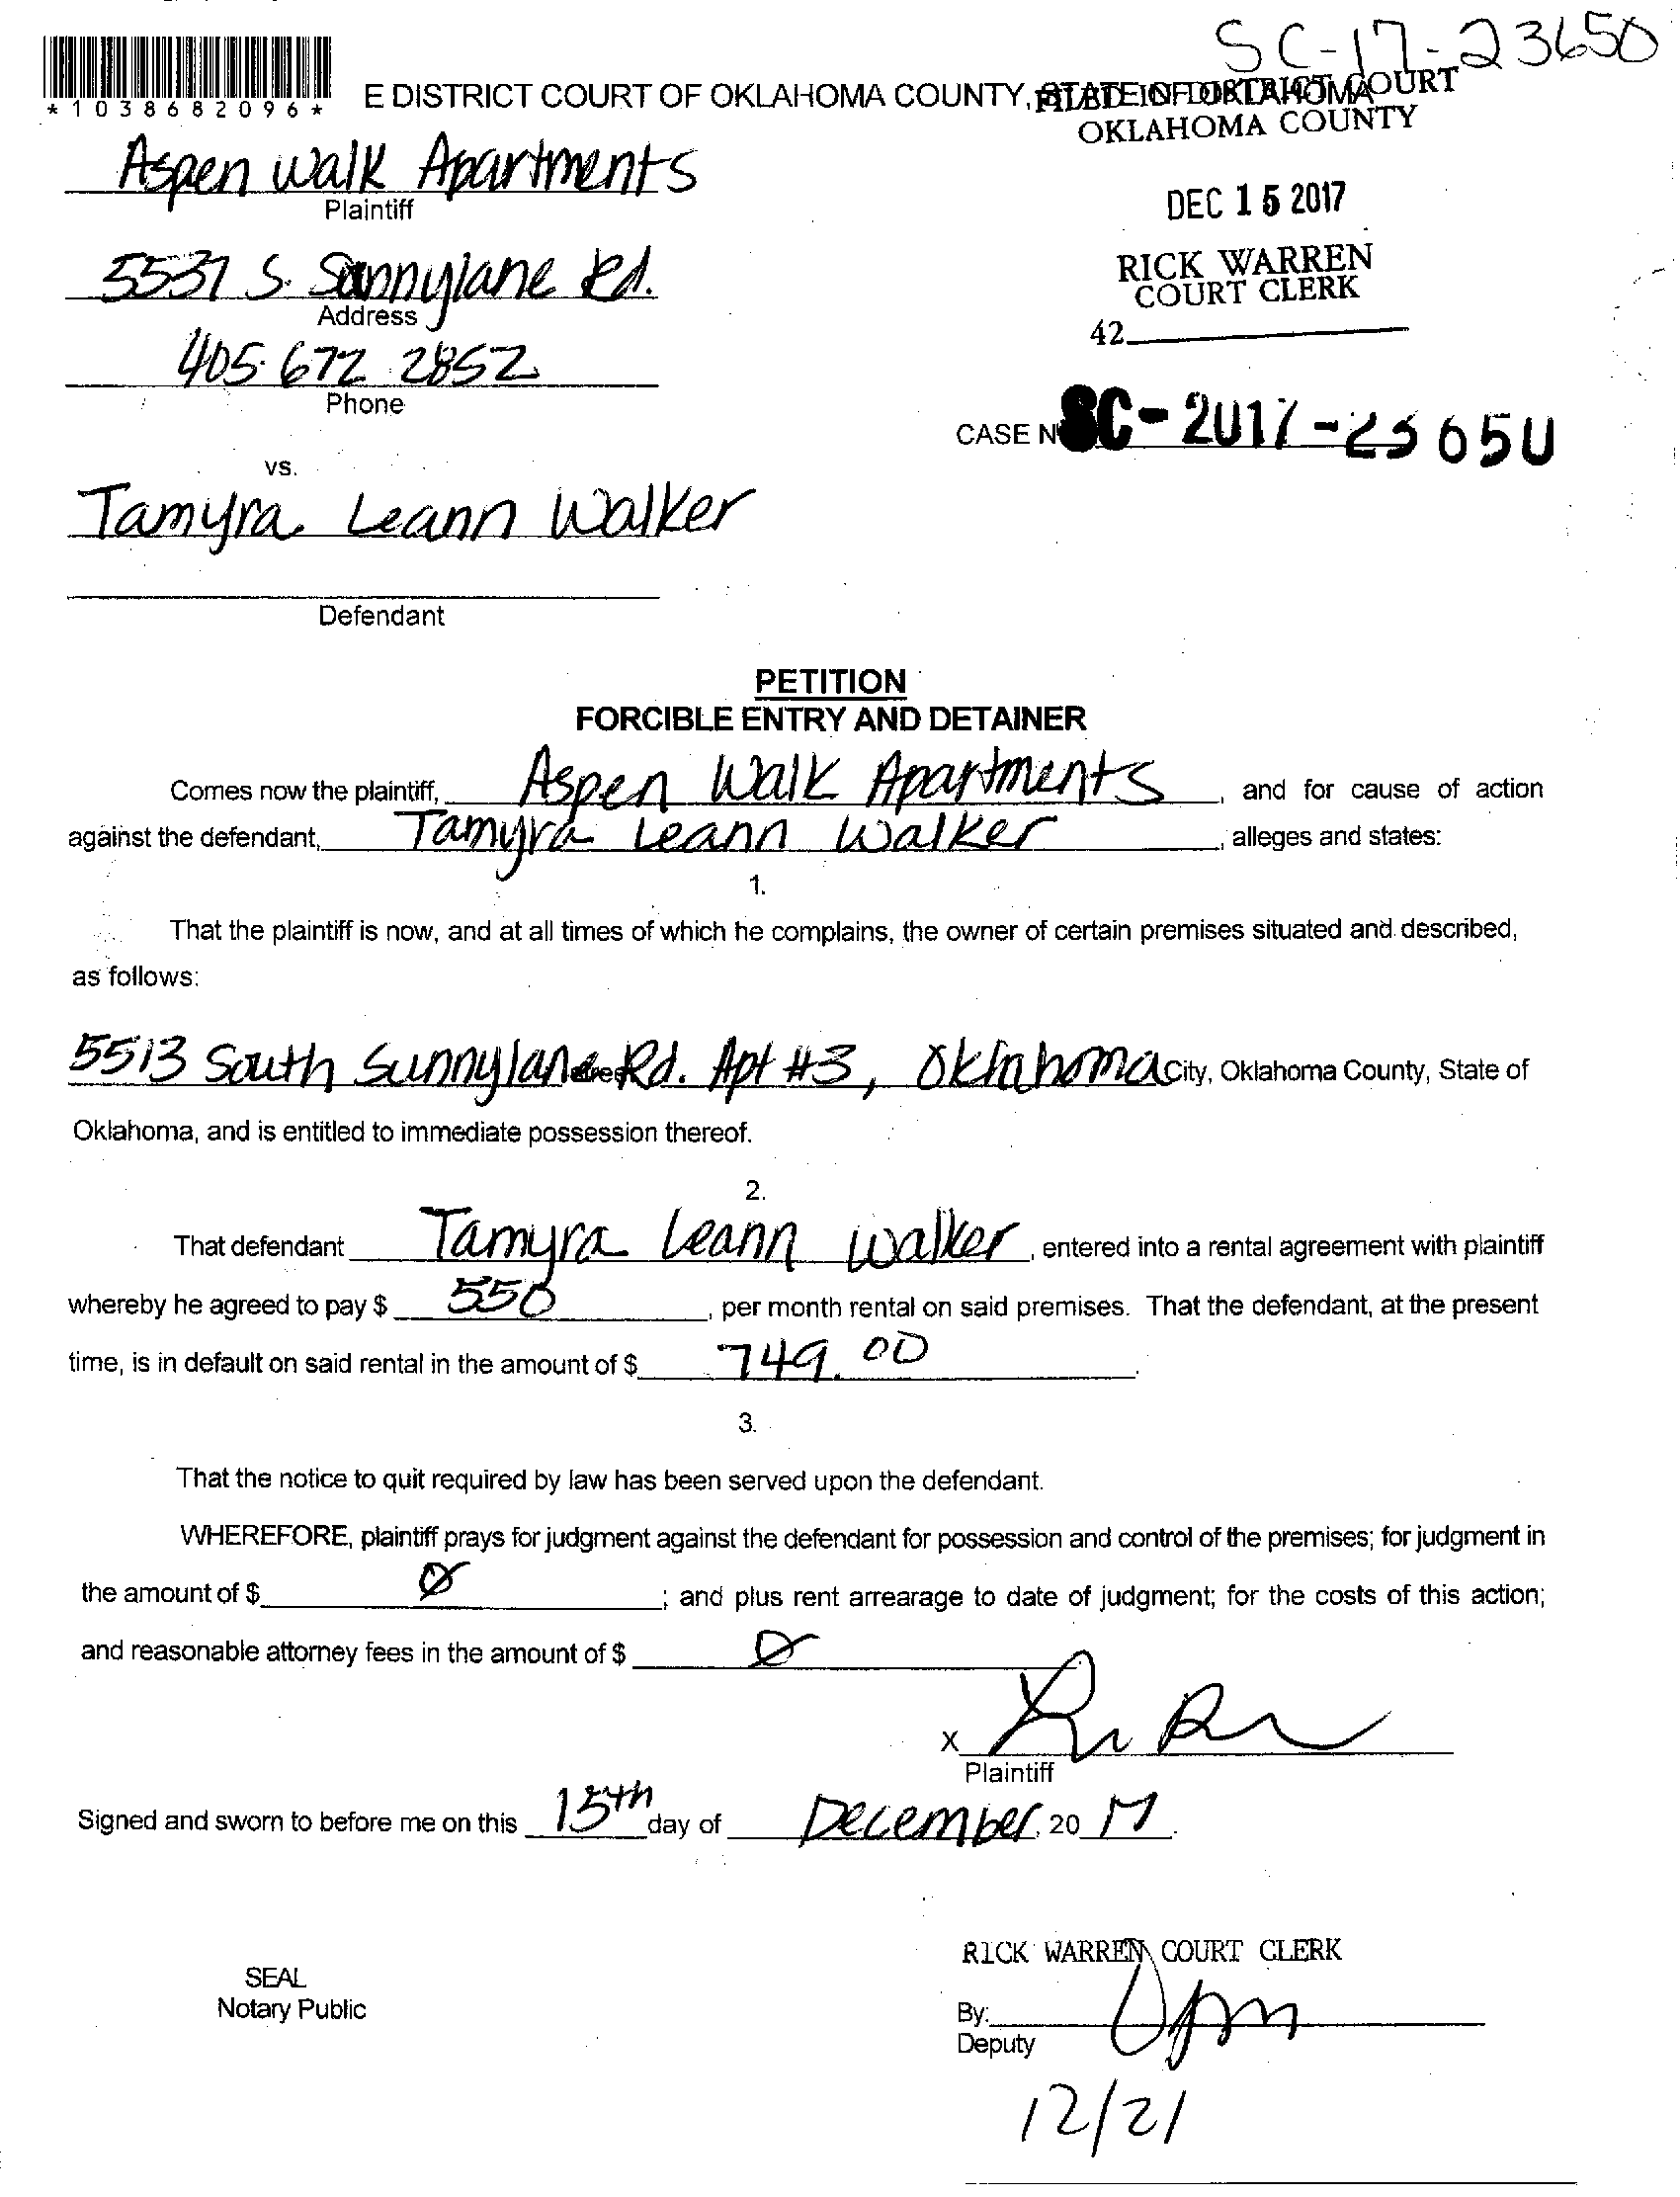 SC-17-23650
*1038682096*
E DISTRICT COURT OF OKLAHOMA COUNTY, STATE OF OKLAHOMA
FILED IN DISTRICT COURT
OKLAHOMA COUNTY
Aspen Walk Apartments
Plaintiff
DEC 15 2017
5537 S. Sunnylane Rd.
Address
RICK WARREN
COURT CLERK
42
405 672 2852
Phone
CASE N SC-2017-23650
vs.
Tamyra Leann Walker
Defendant
PETITION
FORCIBLE ENTRY AND DETAINER
Comes now the plaintiff, Aspen Walk Apartments, and for cause of action
against the defendant, Tamyra Leann Walker, alleges and states:
1.
That the plaintiff is now, and at all times of which he complains, the owner of certain premises situated and described,
as follows:
5513 South Sunnylane Rd. Apt #3, Oklahoma City, Oklahoma County, State of
Oklahoma, and is entitled to immediate possession thereof.
2.
That defendant Tamyra Leann Walker, entered into a rental agreement with plaintiff
whereby he agreed to pay $ 550, per month rental on said premises. That the defendant, at the present
time, is in default on said rental in the amount of $ 749.00.
3.
That the notice to quit required by law has been served upon the defendant.
WHEREFORE, plaintiff prays for judgment against the defendant for possession and control of the premises; for judgment in
the amount of $ Ø; and plus rent arrearage to date of judgment; for the costs of this action;
and reasonable attorney fees in the amount of $ Ø
X
Plaintiff
Signed and sworn to before me on this 15th day of December, 20 17.
RICK WARREN COURT CLERK
SEAL
Notary Public
By:
Deputy
12/21